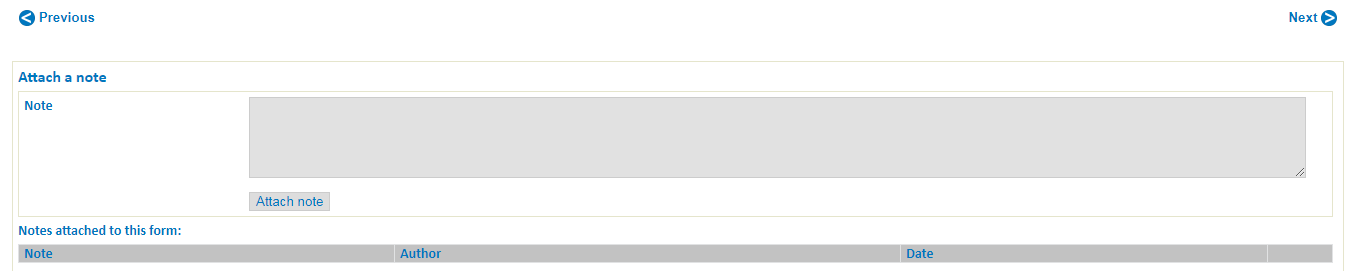 Previous Next
Attach a note
Note
Attach note
Notes attached to this form:
Note Author Date